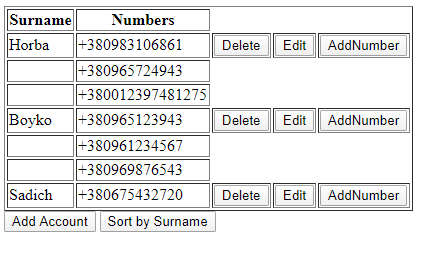 Surname Numbers
Horba +380983106861 Delete Edit AddNumber
+380965724943
+380012397481275
Boyko +380965123943 Delete Edit AddNumber
+380961234567
+380969876543
Sadich +380675432720 Delete Edit AddNumber
Add Account Sort by Surname